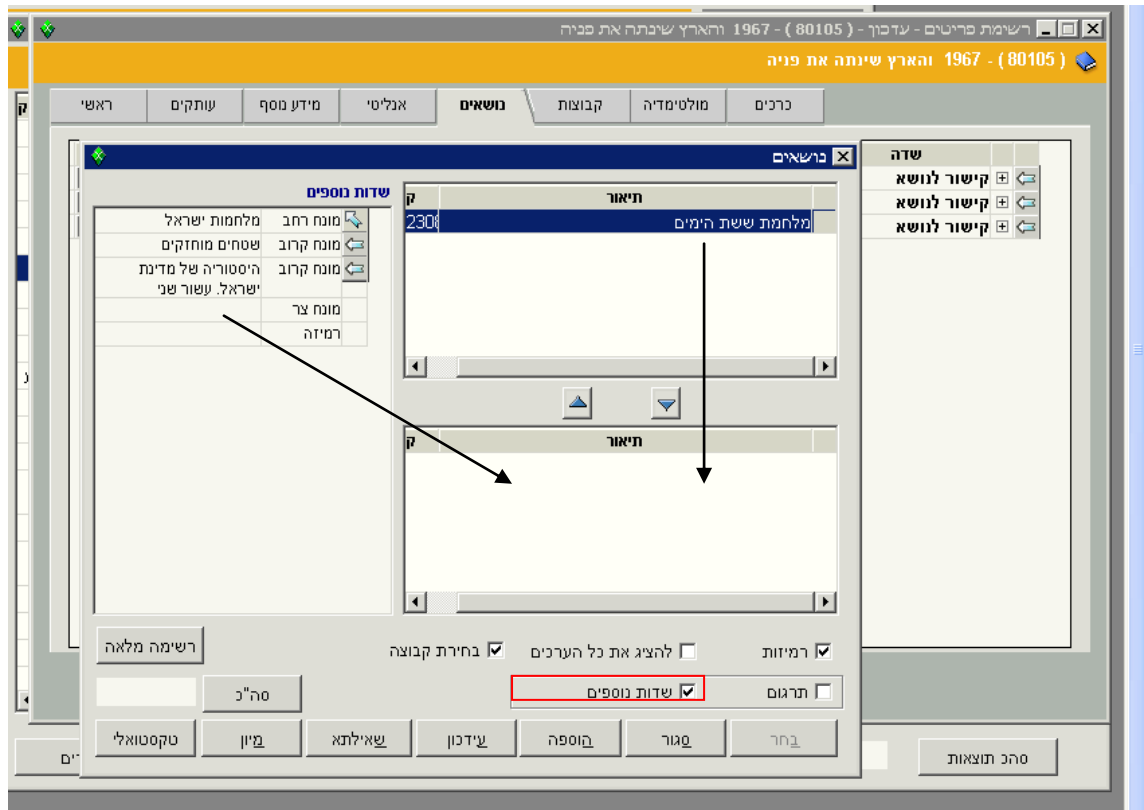 רשימת פריטים - עדכון - ( 80105 ) - 1967 והארץ שינתה את פניה
( 80105 ) - 1967 והארץ שינתה את פניה
כרכים
מולטימדיה
קבוצות
נושאים
אנליטי
מידע נוסף
עותקים
ראשי
שדה
קישור לנושא
קישור לנושא
קישור לנושא
נושאים
תיאור ק
מלחמת ששת הימים 2308
שדות נוספים
מונח רחב מלחמות ישראל
מונח קרוב שטחים מוחזקים
מונח קרוב היסטוריה של מדינת
ישראל. עשור שני
מונח צר
רמיזה
תיאור ק
רמיזות
להציג את כל הערכים
בחירת קבוצה
רשימה מלאה
תרגום
שדות נוספים
סה"כ
בחר
סגור
הוספה
עידכון
שאילתא
מיון
טקסטואלי
סהכ תוצאות